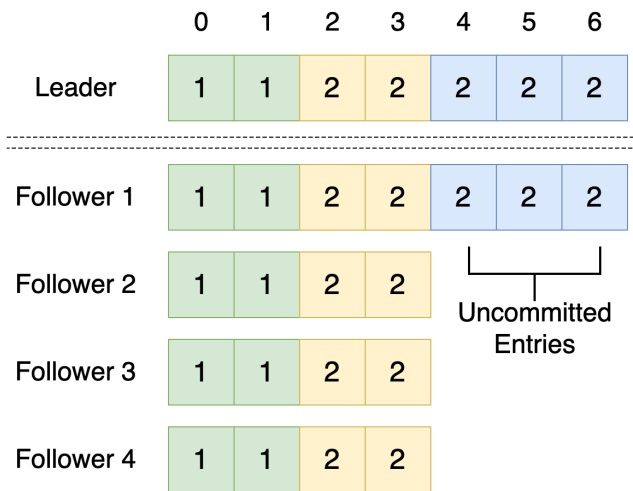 0 1 2 3 4 5 6
Leader 1 1 2 2 2 2 2
Follower 1 1 1 2 2 2 2 2
Follower 2 1 1 2 2
Uncommitted
Entries
Follower 3 1 1 2 2
Follower 4 1 1 2 2